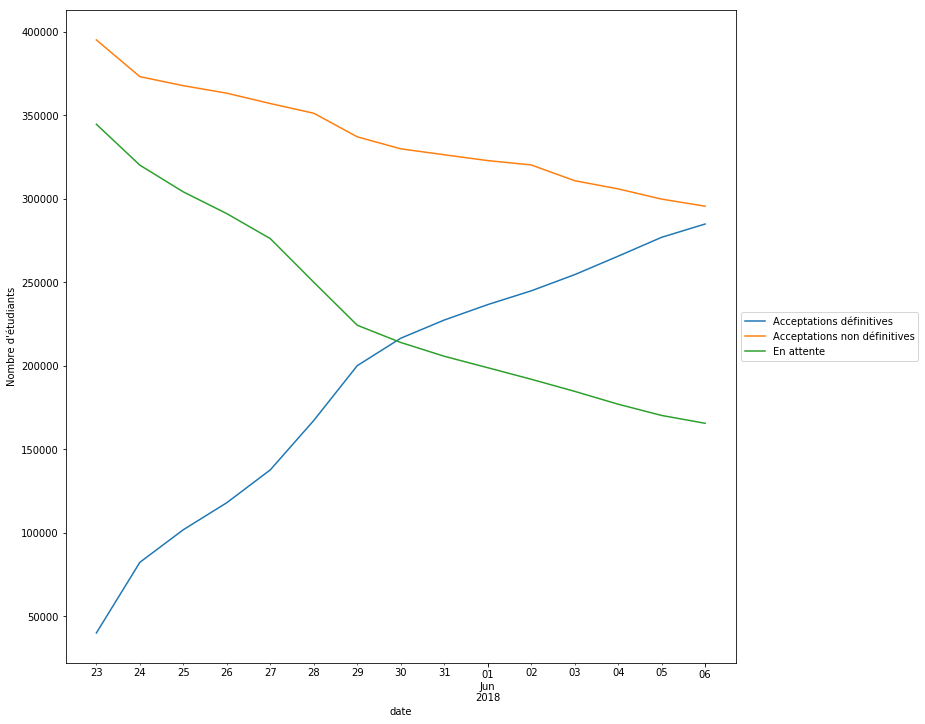 400000
350000
300000
250000
200000
150000
100000
50000
Nombre d'étudiants
23 24 25 26 27 28 29 30 31 01 02 03 04 05 06
Jun
2018
date
Acceptations définitives
Acceptations non définitives
En attente